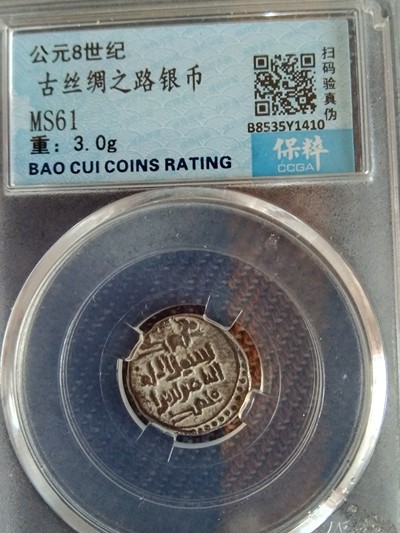 公元8世纪
古丝绸之路银币
MS61
重: 3.0g
BAO CUI COINS RATING
扫码验真伪
B8535Y1410
保粹
CCGA